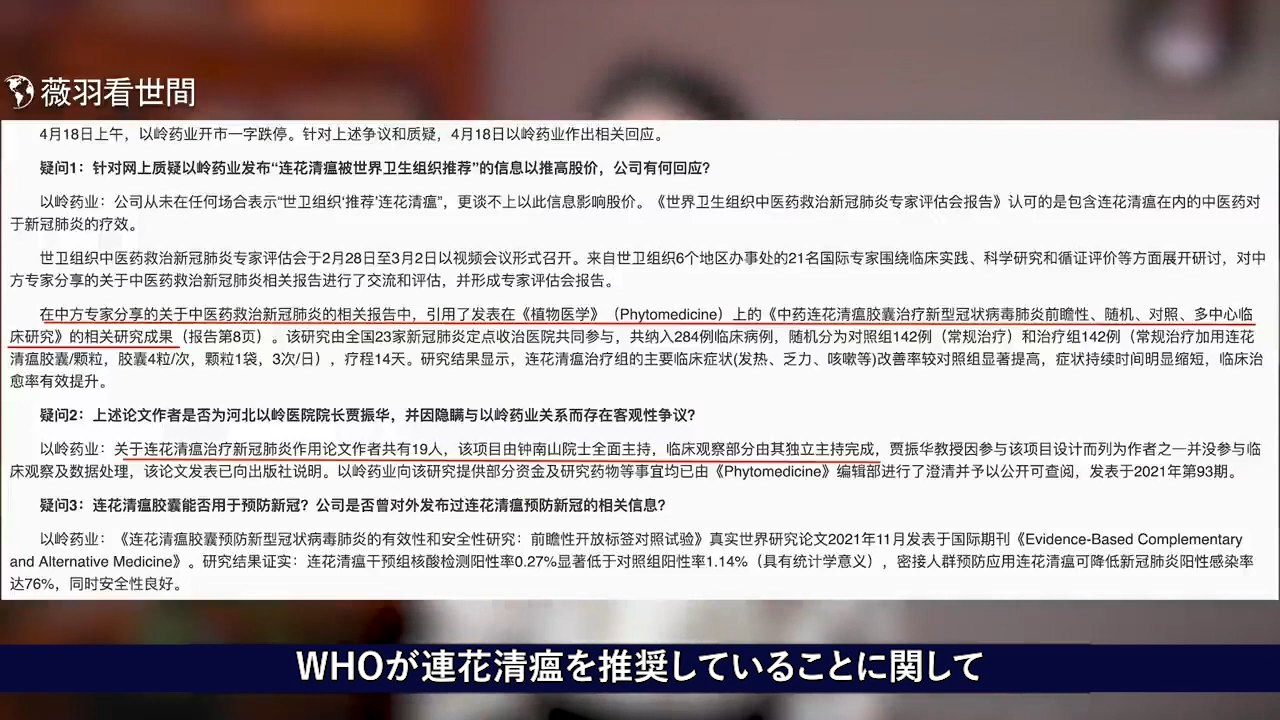 薇羽看世間
4月18日上午，以岭药业开市一字跌停。针对上述争议和质疑，4月18日以岭药业作出相关回应。
疑问1：针对网上质疑以岭药业发布“连花清瘟被世界卫生组织推荐”的信息以推高股价，公司有何回应？
以岭药业：公司从未在任何场合表示“世卫组织‘推荐’连花清瘟”，更谈不上以此信息影响股价。《世界卫生组织中医药救治新冠肺炎专家评估会报告》认可的是包含连花清瘟在内的中医药对
于新冠肺炎的疗效。
世卫组织中医药救治新冠肺炎专家评估会于2月28日至3月2日以视频会议形式召开。来自世卫组织6个地区办事处的21名国际专家围绕临床实践、科学研究和循证评价等方面展开研讨，对中
方专家分享的关于中医药救治新冠肺炎相关报告进行了交流和评估，并形成专家评估会报告。
在中方专家分享的关于中医药救治新冠肺炎的相关报告中，引用了发表在《植物医学》（Phytomedicine）上的《中药连花清瘟胶囊治疗新型冠状病毒肺炎前瞻性、随机、对照、多中心临
床研究》的相关研究成果（报告第8页）。该研究由全国23家新冠肺炎定点收治医院共同参与，共纳入284例临床病例，随机分为对照组142例（常规治疗）和治疗组142例（常规治疗加用连花
清瘟胶囊/颗粒，胶囊4粒/次，颗粒1袋，3次/日），疗程14天。研究结果显示，连花清瘟治疗组的主要临床症状(发热、乏力、咳嗽等)改善率较对照组显著提高，症状持续时间明显缩短，临床治
愈率有效提升。
疑问2：上述论文作者是否为河北以岭医院院长贾振华，并因隐瞒与以岭药业关系而存在客观性争议？
以岭药业：关于连花清瘟治疗新冠肺炎作用论文作者共有19人，该项目由钟南山院士全面主持，临床观察部分由其独立主持完成，贾振华教授因参与该项目设计而列为作者之一并没参与临
床观察及数据处理，该论文发表已向出版社说明。以岭药业向该研究提供部分资金及研究药物等事宜均已由《Phytomedicine》编辑部进行了澄清并予以公开可查阅，发表于2021年第93期。
疑问3：连花清瘟胶囊能否用于预防新冠？公司是否曾对外发布过连花清瘟预防新冠的相关信息？
以岭药业：《连花清瘟胶囊预防新型冠状病毒肺炎的有效性和安全性研究：前瞻性开放标签对照试验》真实世界研究论文2021年11月发表于国际期刊《Evidence-Based Complementary
and Alternative Medicine》。研究结果证实：连花清瘟干预组核酸检测阳性率0.27%显著低于对照组阳性率1.14%（具有统计学意义），密接人群预防应用连花清瘟可降低新冠肺炎阳性感染率
达76%，同时安全性良好。
WHOが連花清瘟を推奨していることに関して